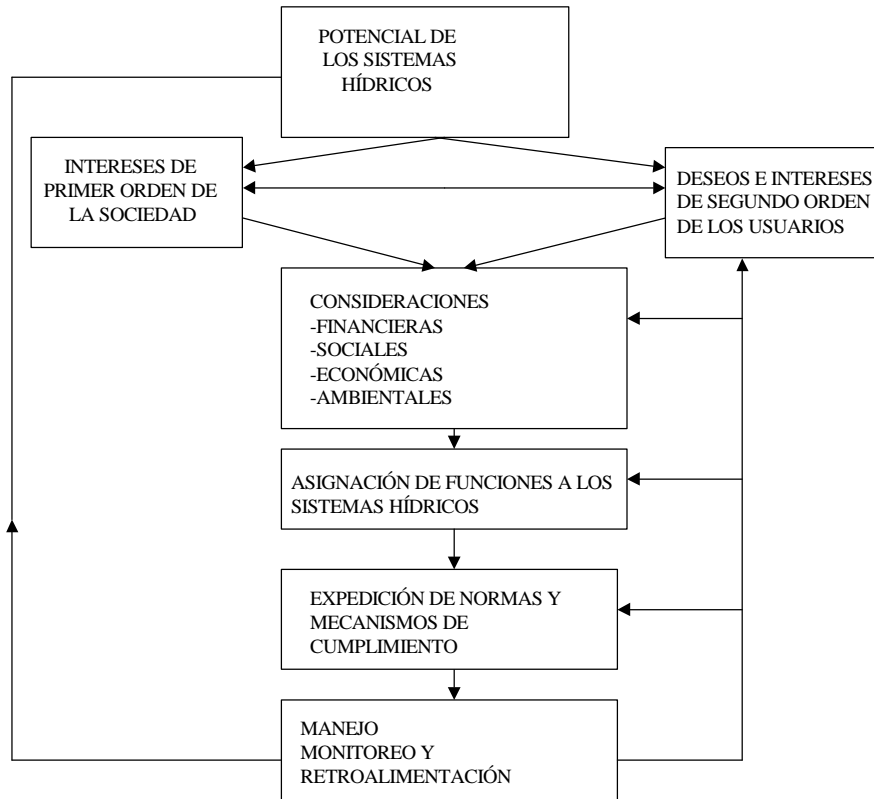 POTENCIAL DE
LOS SISTEMAS
HÍDRICOS
INTERESES DE
PRIMER ORDEN DE
LA SOCIEDAD
DESEOS E INTERESES
DE SEGUNDO ORDEN
DE LOS USUARIOS
CONSIDERACIONES
-FINANCIERAS
-SOCIALES
-ECONÓMICAS
-AMBIENTALES
ASIGNACIÓN DE FUNCIONES A LOS
SISTEMAS HÍDRICOS
EXPEDICIÓN DE NORMAS Y
MECANISMOS DE
CUMPLIMIENTO
MANEJO
MONITOREO Y
RETROALIMENTACIÓN